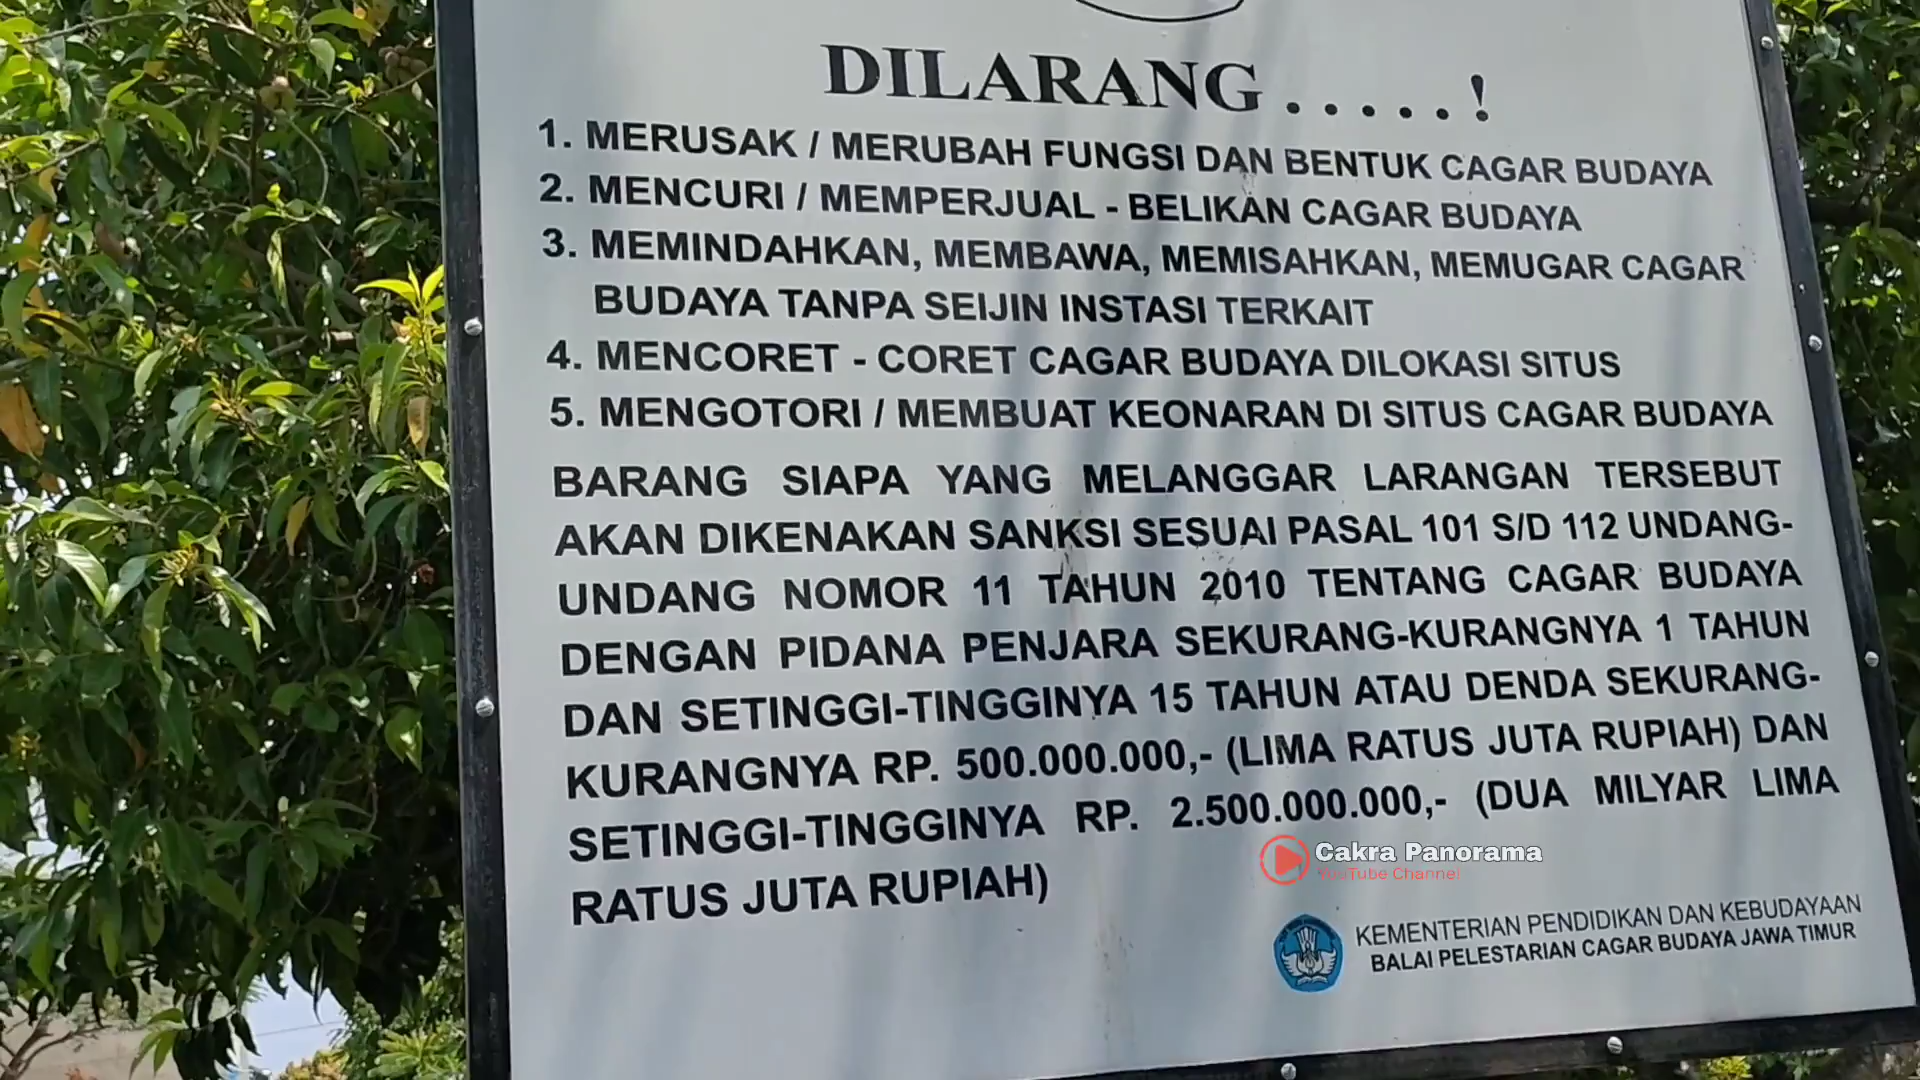 DILARANG.....!
1. MERUSAK / MERUBAH FUNGSI DAN BENTUK CAGAR BUDAYA
2. MENCURI / MEMPERJUAL - BELIKAN CAGAR BUDAYA
3. MEMINDAHKAN, MEMBAWA, MEMISAHKAN, MEMUGAR CAGAR
BUDAYA TANPA SEIJIN INSTASI TERKAIT
4. MENCORET - CORET CAGAR BUDAYA DILOKASI SITUS
5. MENGOTORI / MEMBUAT KEONARAN DI SITUS CAGAR BUDAYA
BARANG SIAPA YANG MELANGGAR LARANGAN TERSEBUT
AKAN DIKENAKAN SANKSI SESUAI PASAL 101 S/D 112 UNDANG-
UNDANG NOMOR 11 TAHUN 2010 TENTANG CAGAR BUDAYA
DENGAN PIDANA PENJARA SEKURANG-KURANGNYA 1 TAHUN
DAN SETINGGI-TINGGINYA 15 TAHUN ATAU DENDA SEKURANG-
KURANGNYA RP. 500.000.000,- (LIMA RATUS JUTA RUPIAH) DAN
SETINGGI-TINGGINYA RP. 2.500.000.000,- (DUA MILYAR LIMA
RATUS JUTA RUPIAH)
Cakra Panorama
YouTube Channel
KEMENTERIAN PENDIDIKAN DAN KEBUDAYAAN
BALAI PELESTARIAN CAGAR BUDAYA JAWA TIMUR